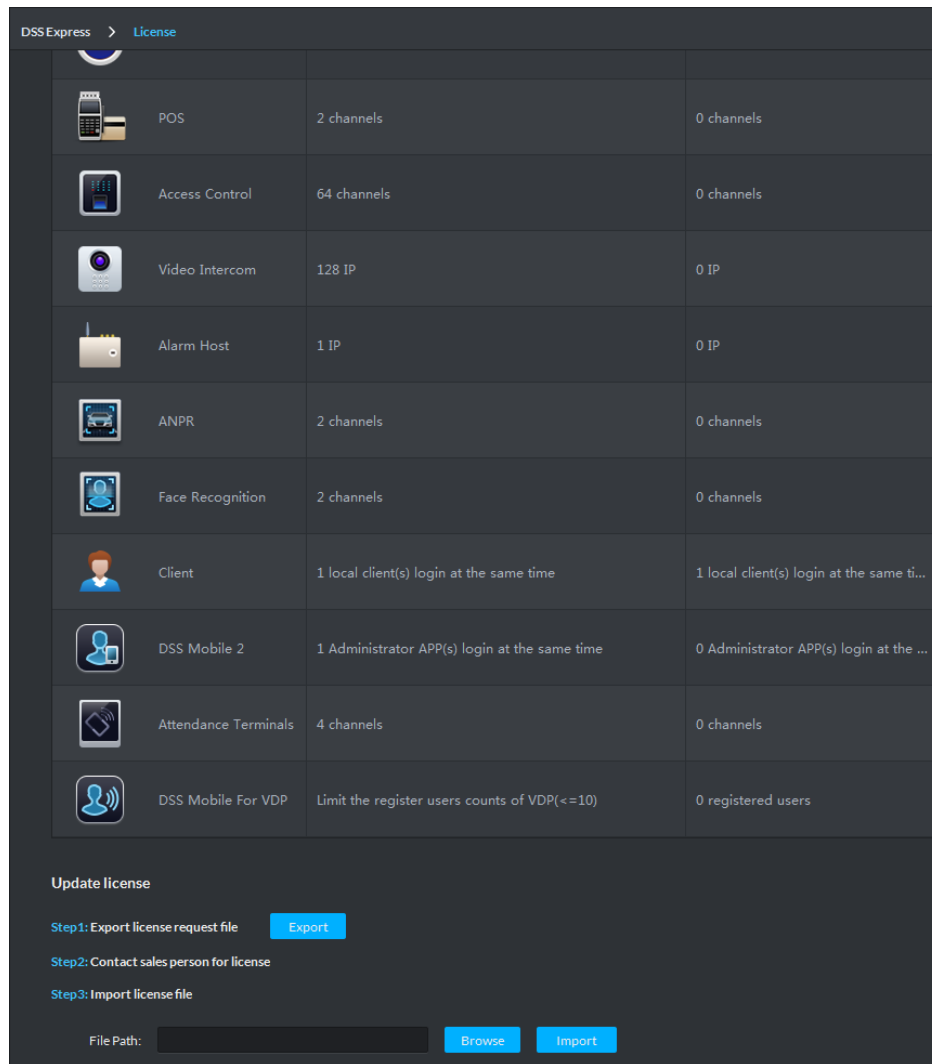 DSS Express > License
POS 2 channels 0 channels
Access Control 64 channels 0 channels
Video Intercom 128 IP 0 IP
Alarm Host 1 IP 0 IP
ANPR 2 channels 0 channels
Face Recognition 2 channels 0 channels
Client 1 local client(s) login at the same time 1 local client(s) login at the same ti...
DSS Mobile 2 1 Administrator APP(s) login at the same time 0 Administrator APP(s) login at the ...
Attendance Terminals 4 channels 0 channels
DSS Mobile For VDP Limit the register users counts of VDP(<=10) 0 registered users
Update license
Step1: Export license request file Export
Step2: Contact sales person for license
Step3: Import license file
File Path: Browse Import